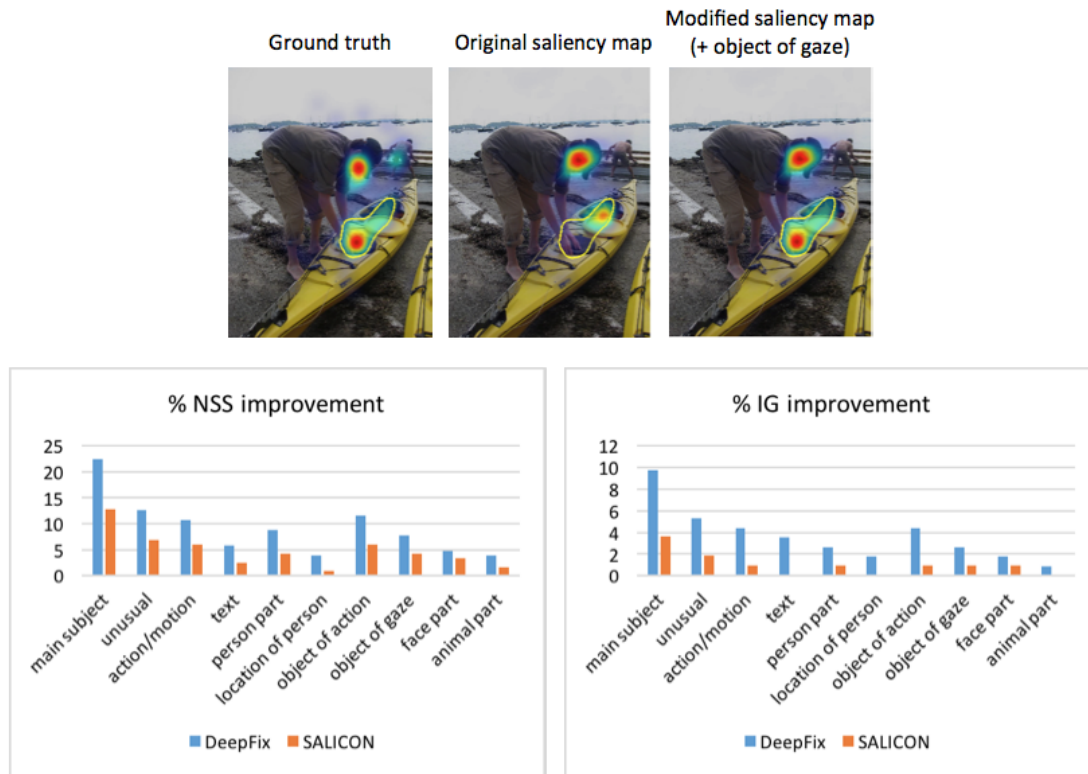 Ground truth
Original saliency map
Modified saliency map
(+ object of gaze)
% NSS improvement
25
20
15
10
5
0
main subject
unusual
action/motion
text
person part
location of person
object of action
object of gaze
face part
animal part
DeepFix
SALICON
% IG improvement
12
10
8
6
4
2
0
main subject
unusual
action/motion
text
person part
location of person
object of action
object of gaze
face part
animal part
DeepFix
SALICON